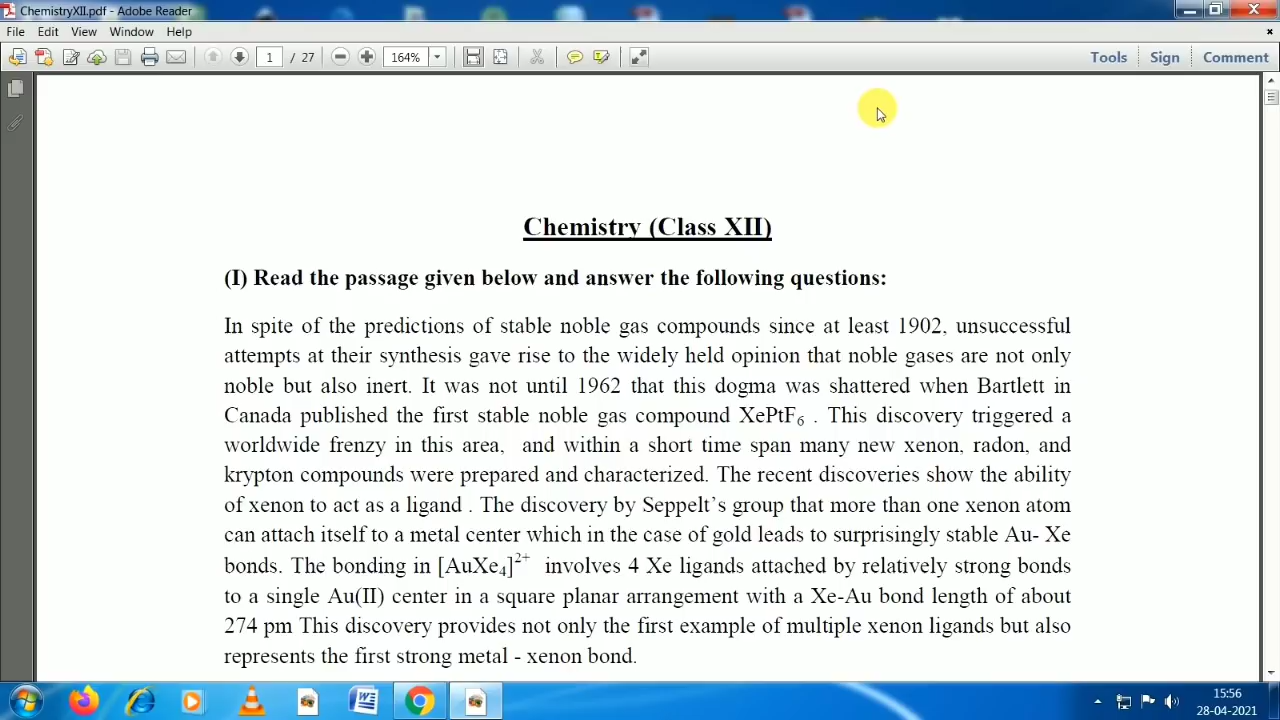 ChemistryXII.pdf - Adobe Reader
File Edit View Window Help
1 / 27 164% Tools Sign Comment
Chemistry (Class XII)
(I) Read the passage given below and answer the following questions:
In spite of the predictions of stable noble gas compounds since at least 1902, unsuccessful
attempts at their synthesis gave rise to the widely held opinion that noble gases are not only
noble but also inert. It was not until 1962 that this dogma was shattered when Bartlett in
Canada published the first stable noble gas compound XePtF₆ . This discovery triggered a
worldwide frenzy in this area, and within a short time span many new xenon, radon, and
krypton compounds were prepared and characterized. The recent discoveries show the ability
of xenon to act as a ligand . The discovery by Seppelt’s group that more than one xenon atom
can attach itself to a metal center which in the case of gold leads to surprisingly stable Au- Xe
bonds. The bonding in [AuXe₄]²⁺ involves 4 Xe ligands attached by relatively strong bonds
to a single Au(II) center in a square planar arrangement with a Xe-Au bond length of about
274 pm This discovery provides not only the first example of multiple xenon ligands but also
represents the first strong metal - xenon bond.
15:56
28-04-2021